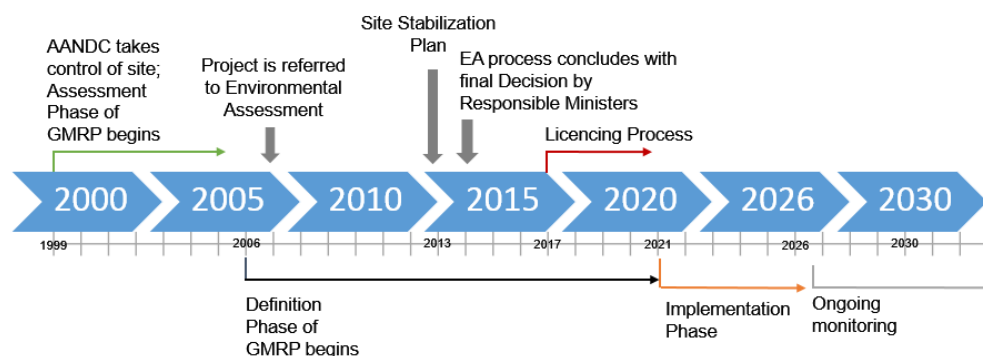 AANDC takes
control of site;
Assessment
Phase of
GMRP begins
Project is referred
to Environmental
Assessment
Site Stabilization
Plan
EA process concludes with
final Decision by
Responsible Ministers
Licencing Process
2000
2005
2010
2015
2020
2026
2030
1999
2006
2013
2017
2021
2026
2030
Definition
Phase of
GMRP begins
Implementation
Phase
Ongoing
monitoring